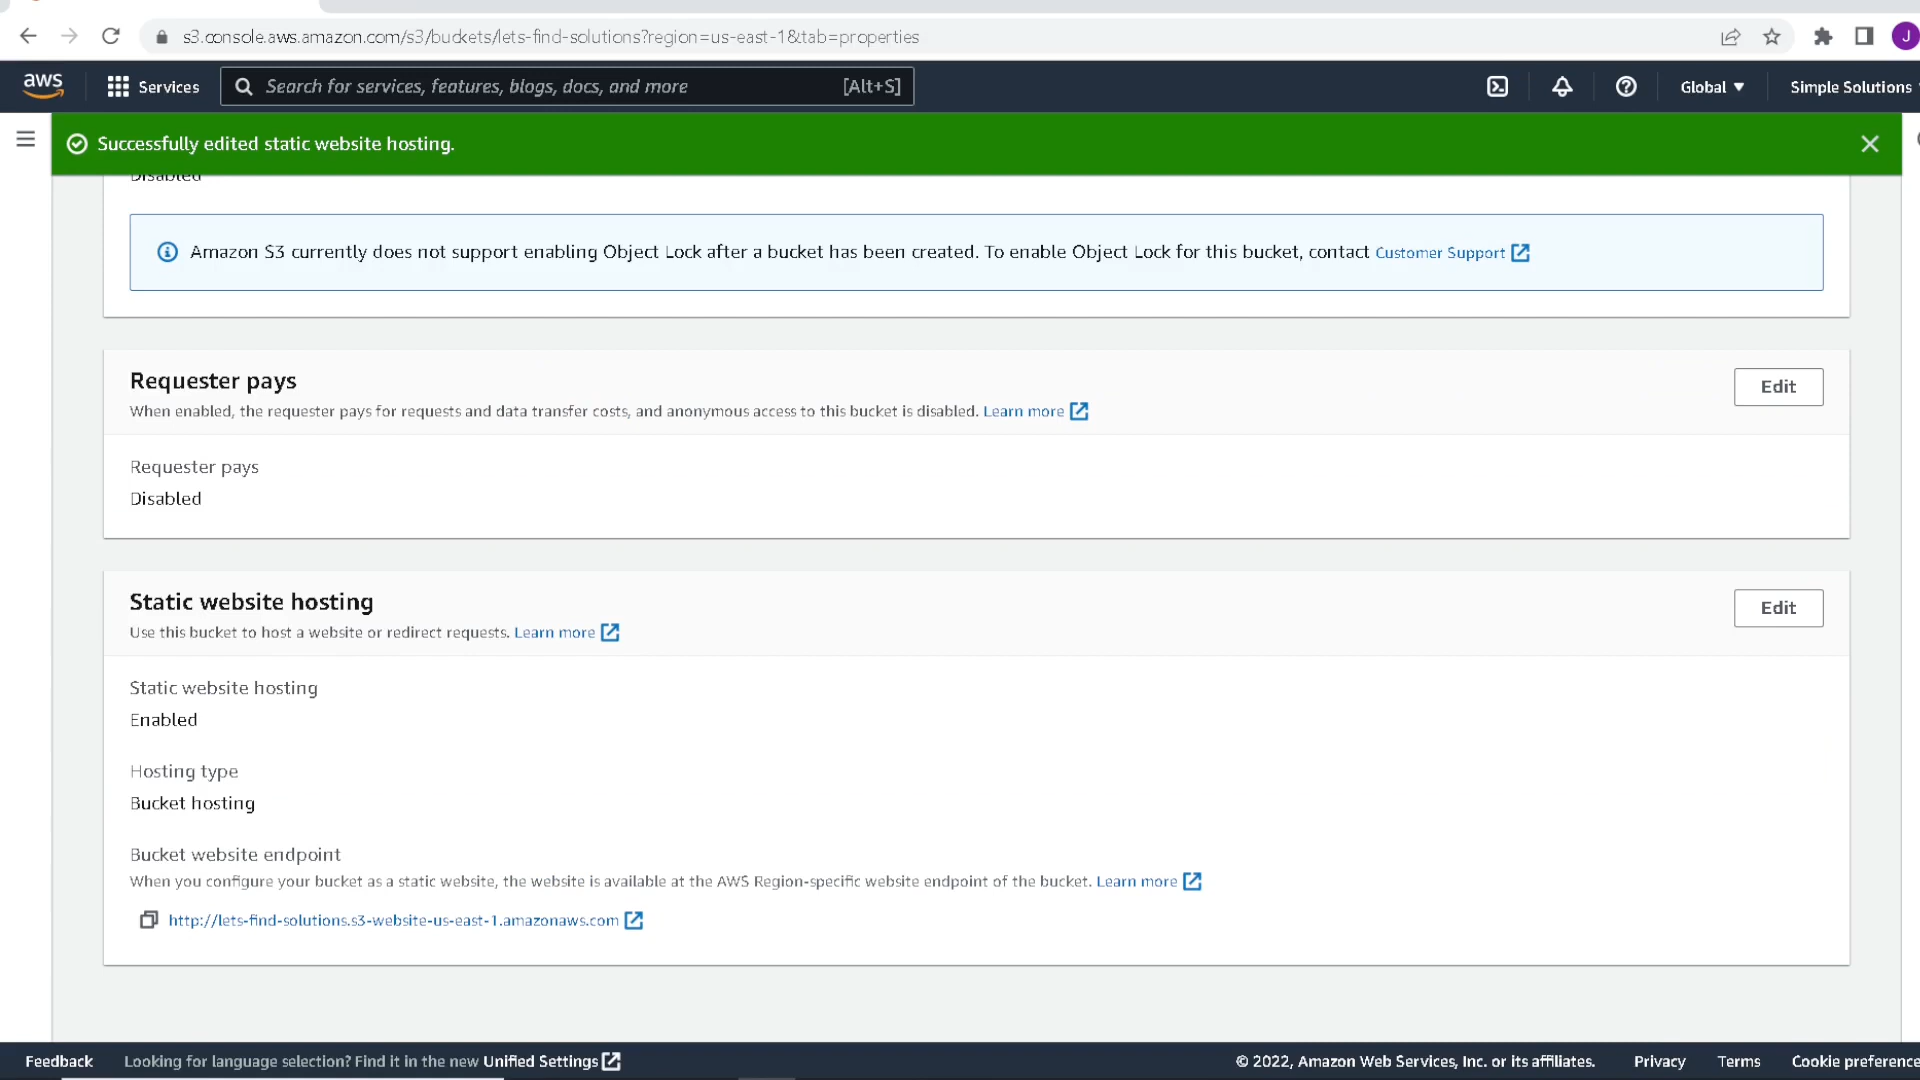 s3.console.aws.amazon.com/s3/buckets/lets-find-solutions?region=us-east-1&tab=properties
J
aws
Services
Search for services, features, blogs, docs, and more
[Alt+S]
Global
Simple Solutions
Successfully edited static website hosting.
Disabled
Amazon S3 currently does not support enabling Object Lock after a bucket has been created. To enable Object Lock for this bucket, contact Customer Support
Requester pays
Edit
When enabled, the requester pays for requests and data transfer costs, and anonymous access to this bucket is disabled. Learn more
Requester pays
Disabled
Static website hosting
Edit
Use this bucket to host a website or redirect requests. Learn more
Static website hosting
Enabled
Hosting type
Bucket hosting
Bucket website endpoint
When you configure your bucket as a static website, the website is available at the AWS Region-specific website endpoint of the bucket. Learn more
http://lets-find-solutions.s3-website-us-east-1.amazonaws.com
Feedback
Looking for language selection? Find it in the new Unified Settings
© 2022, Amazon Web Services, Inc. or its affiliates.
Privacy
Terms
Cookie preference